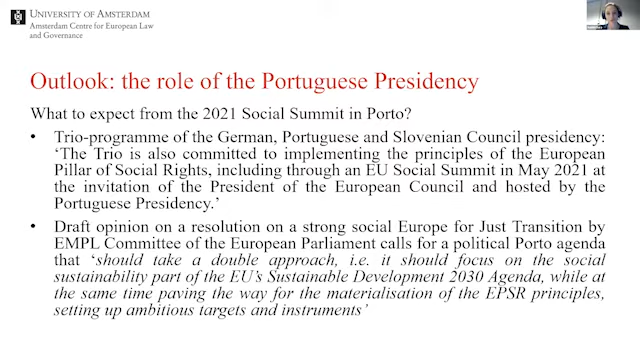 UNIVERSITY OF AMSTERDAM
Amsterdam Centre for European Law
and Governance
Outlook: the role of the Portuguese Presidency
What to expect from the 2021 Social Summit in Porto?
• Trio-programme of the German, Portuguese and Slovenian Council presidency:
‘The Trio is also committed to implementing the principles of the European
Pillar of Social Rights, including through an EU Social Summit in May 2021 at
the invitation of the President of the European Council and hosted by the
Portuguese Presidency.’
• Draft opinion on a resolution on a strong social Europe for Just Transition by
EMPL Committee of the European Parliament calls for a political Porto agenda
that ‘should take a double approach, i.e. it should focus on the social
sustainability part of the EU’s Sustainable Development 2030 Agenda, while at
the same time paving the way for the materialisation of the EPSR principles,
setting up ambitious targets and instruments’